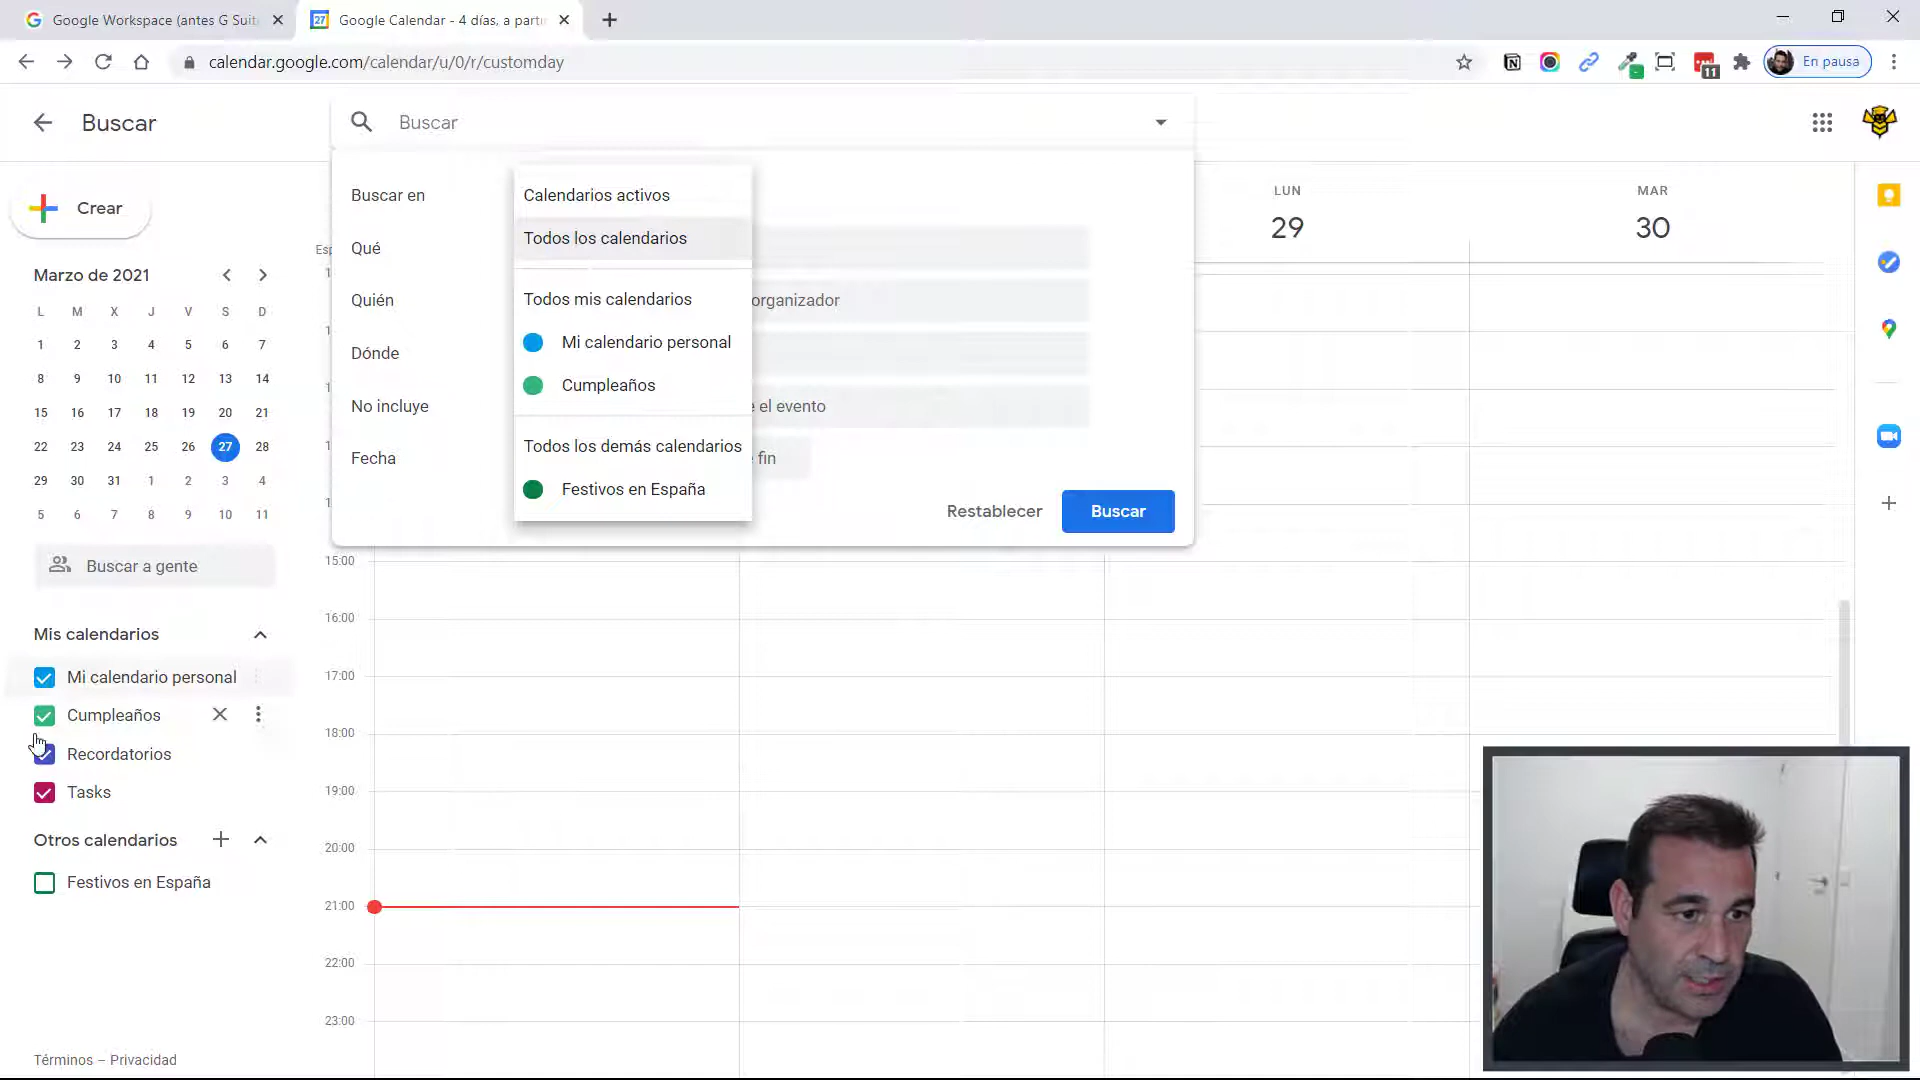 Google Workspace (antes G Suit
Google Calendar - 4 días, a parti
calendar.google.com/calendar/u/0/r/customday
11
En pausa
Buscar
Buscar
Crear
Buscar en
Calendarios activos
Todos los calendarios
Qué
Todos mis calendarios
Quién
organizador
Mi calendario personal
Dónde
Cumpleaños
No incluye
e el evento
Todos los demás calendarios
Fecha
fin
Festivos en España
Restablecer
Buscar
LUN
29
MAR
30
Esp
Marzo de 2021
L M X J V S D
1 2 3 4 5 6 7
8 9 10 11 12 13 14
15 16 17 18 19 20 21
22 23 24 25 26 27 28
29 30 31 1 2 3 4
5 6 7 8 9 10 11
Buscar a gente
Mis calendarios
Mi calendario personal
Cumpleaños
Recordatorios
Tasks
Otros calendarios
Festivos en España
15:00
16:00
17:00
18:00
19:00
20:00
21:00
22:00
23:00
Términos – Privacidad